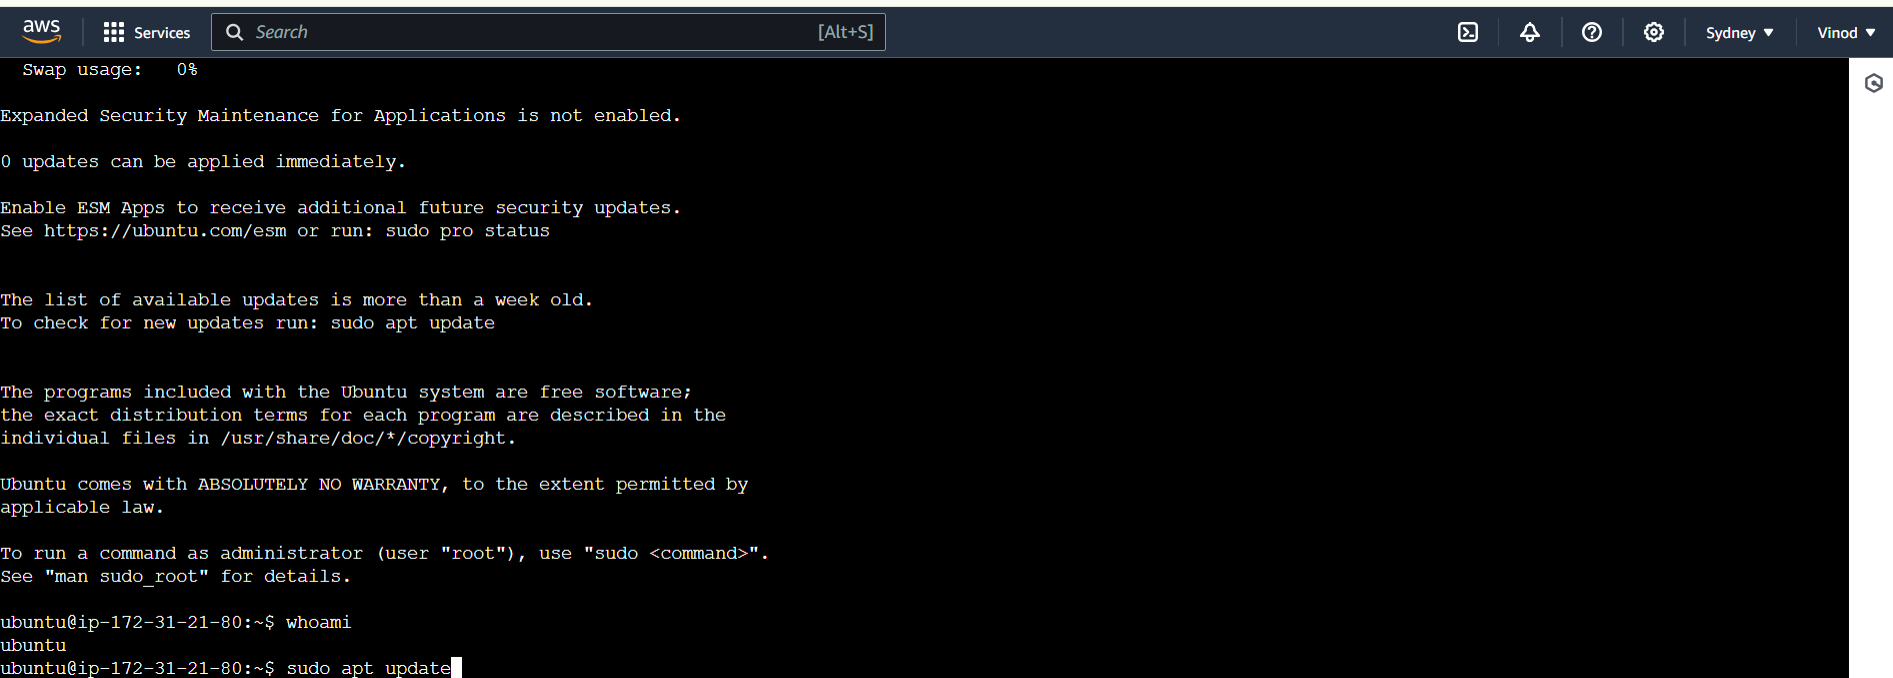 aws
Services
Search
[Alt+S]
Sydney
Vinod
Swap usage:   0%
Expanded Security Maintenance for Applications is not enabled.
0 updates can be applied immediately.
Enable ESM Apps to receive additional future security updates.
See https://ubuntu.com/esm or run: sudo pro status
The list of available updates is more than a week old.
To check for new updates run: sudo apt update
The programs included with the Ubuntu system are free software;
the exact distribution terms for each program are described in the
individual files in /usr/share/doc/*/copyright.
Ubuntu comes with ABSOLUTELY NO WARRANTY, to the extent permitted by
applicable law.
To run a command as administrator (user "root"), use "sudo <command>".
See "man sudo_root" for details.
ubuntu@ip-172-31-21-80:~$ whoami
ubuntu
ubuntu@ip-172-31-21-80:~$ sudo apt update